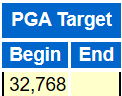 PGA Target
Begin End
32,768